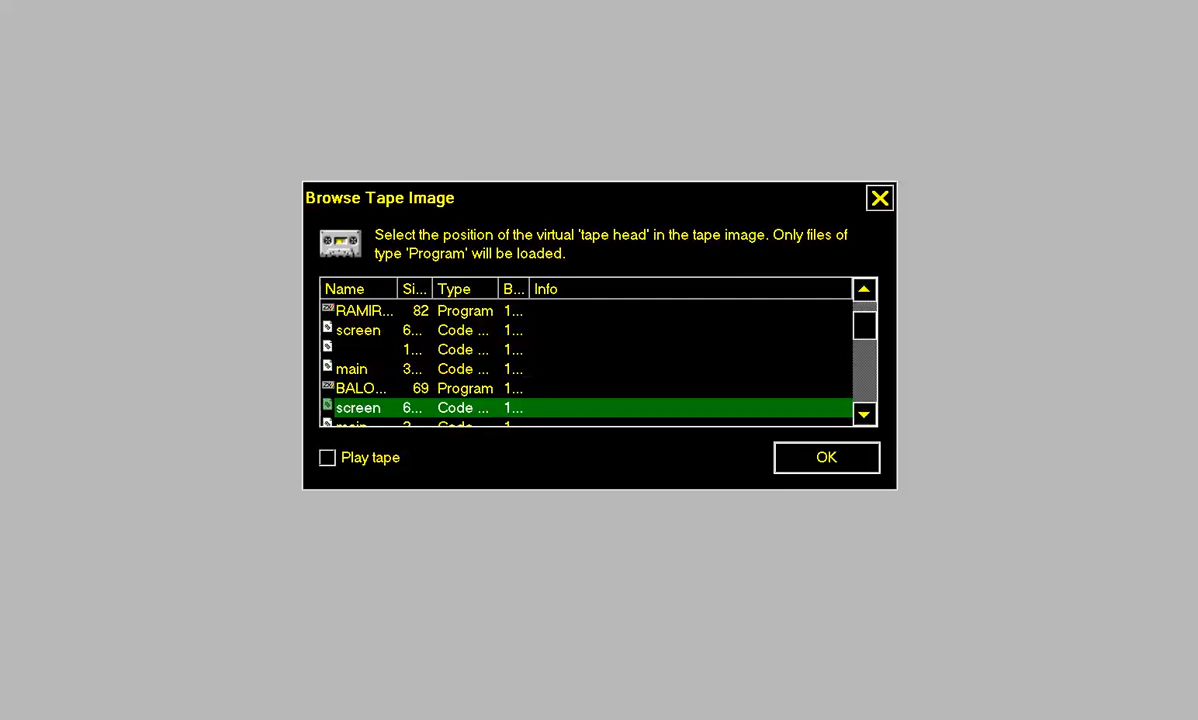 Browse Tape Image
Select the position of the virtual 'tape head' in the tape image. Only files of
type 'Program' will be loaded.
Name Si... Type B... Info
RAMIR... 82 Program 1...
screen 6... Code ... 1...
1... Code ... 1...
main 3... Code ... 1...
BALO... 69 Program 1...
screen 6... Code ... 1...
Play tape OK